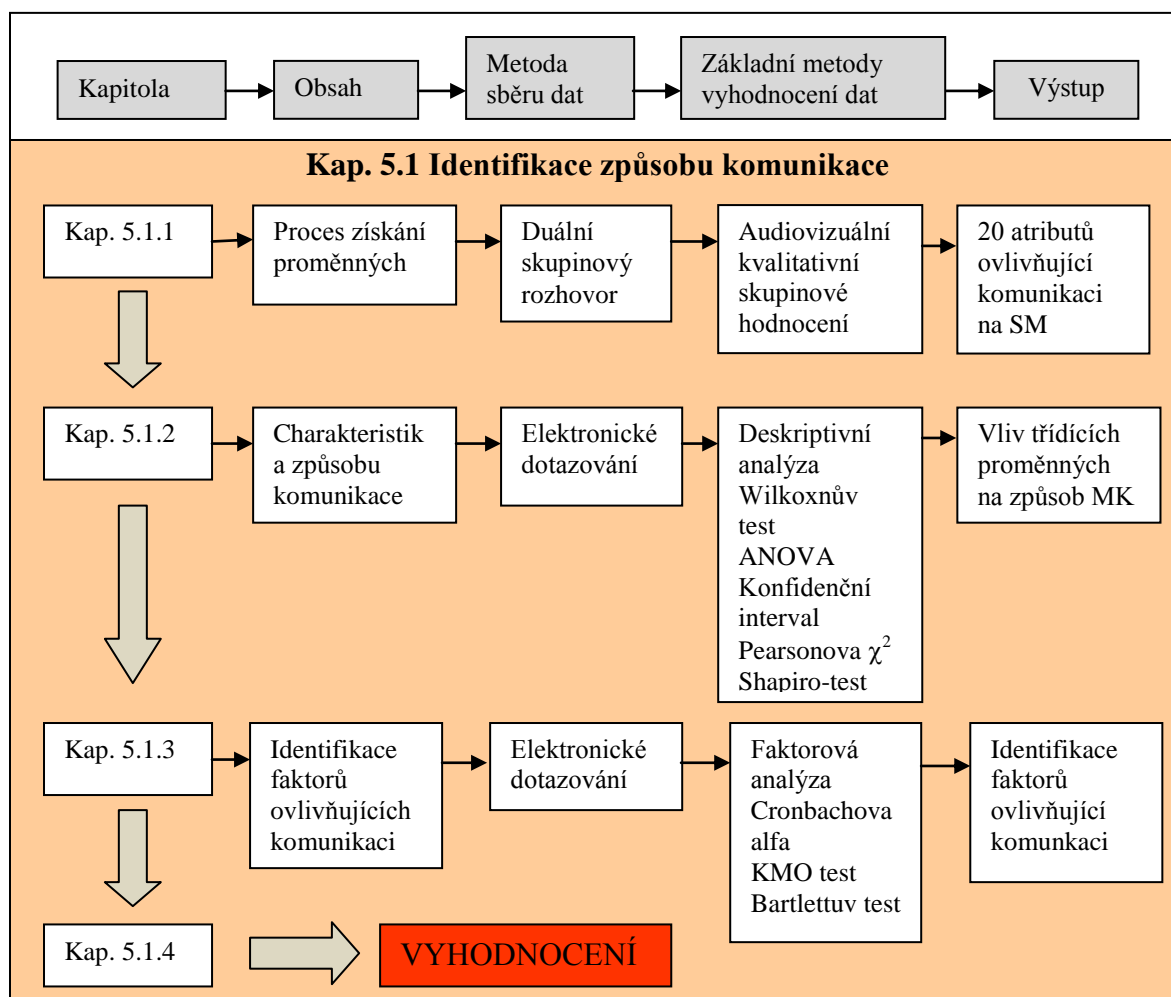 Kapitola
Obsah
Metoda
sběru dat
Základní metody
vyhodnocení dat
Výstup
Kap. 5.1 Identifikace způsobu komunikace
Kap. 5.1.1
Proces získání
proměnných
Duální
skupinový
rozhovor
Audiovizuální
kvalitativní
skupinové
hodnocení
20 atributů
ovlivňující
komunikaci
na SM
Kap. 5.1.2
Charakteristik
a způsobu
komunikace
Elektronické
dotazování
Deskriptivní
analýza
Wilkoxnův
test
ANOVA
Konfidenční
interval
Pearsonova χ²
Shapiro-test
Vliv třídících
proměnných
na způsob MK
Kap. 5.1.3
Identifikace
faktorů
ovlivňujících
komunikaci
Elektronické
dotazování
Faktorová
analýza
Cronbachova
alfa
KMO test
Bartlettuv test
Identifikace
faktorů
ovlivňující
komunkaci
Kap. 5.1.4
VYHODNOCENÍ